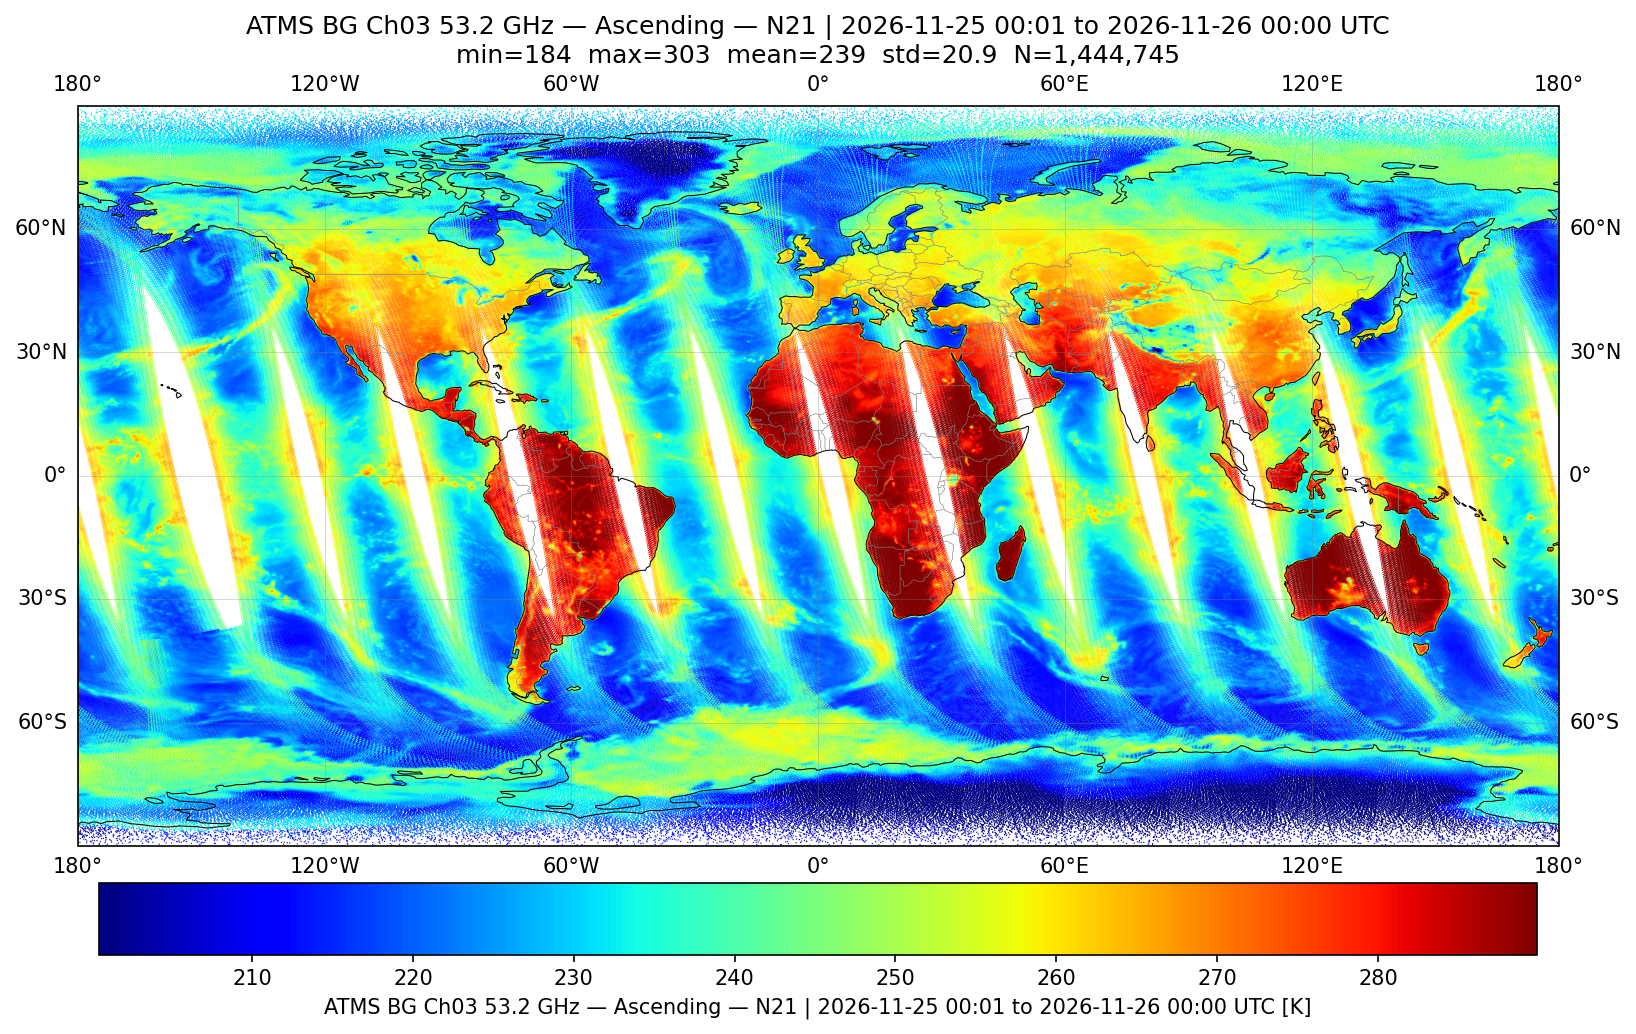 ATMS BG Ch03 53.2 GHz — Ascending — N21 | 2026-11-25 00:01 to 2026-11-26 00:00 UTC
min=184 max=303 mean=239 std=20.9 N=1,444,745
180° 120°W 60°W 0° 60°E 120°E 180°
60°N 60°N
30°N 30°N
0° 0°
30°S 30°S
60°S 60°S
180° 120°W 60°W 0° 60°E 120°E 180°
210 220 230 240 250 260 270 280
ATMS BG Ch03 53.2 GHz — Ascending — N21 | 2026-11-25 00:01 to 2026-11-26 00:00 UTC [K]